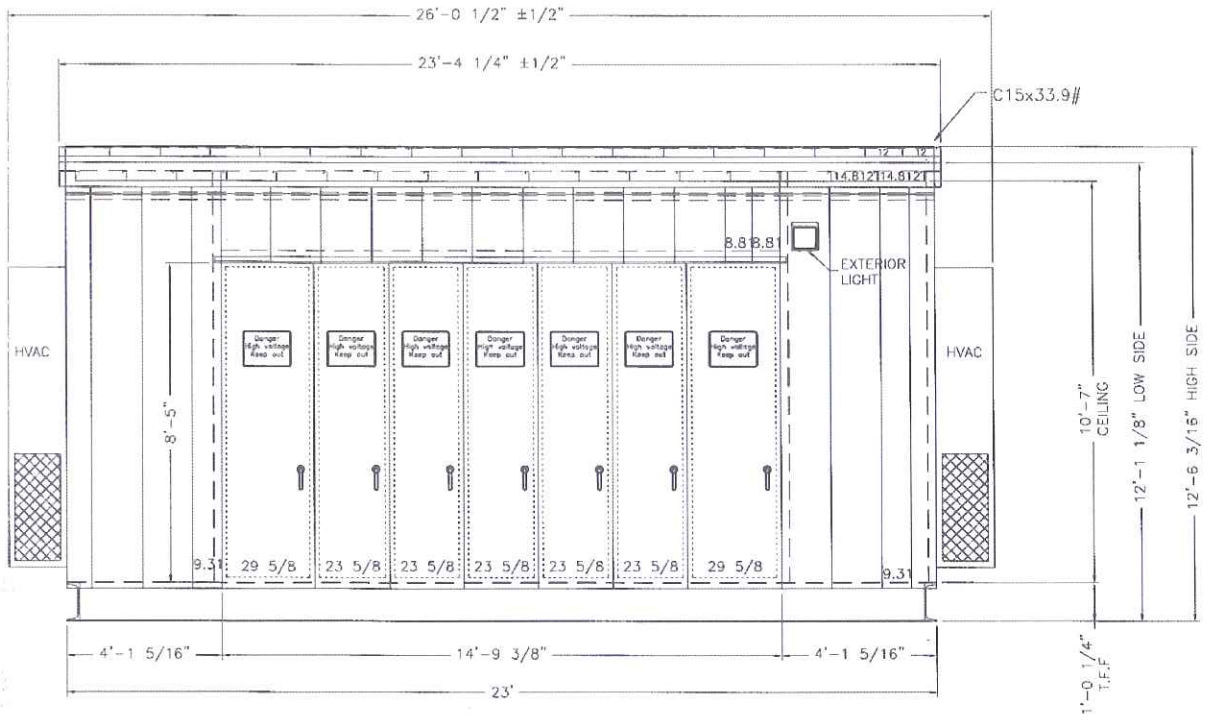 26'-0 1/2" ±1/2"
23'-4 1/4" ±1/2"
C15x33.9#
12 12
14.812 14.812
8.81 8.81
EXTERIOR
LIGHT
HVAC
HVAC
Danger
High voltage
Keep out
Danger
High voltage
Keep out
Danger
High voltage
Keep out
Danger
High voltage
Keep out
Danger
High voltage
Keep out
Danger
High voltage
Keep out
Danger
High voltage
Keep out
8'-5"
10'-7"
CEILING
12'-1 1/8" LOW SIDE
12'-6 3/16" HIGH SIDE
9.31 29 5/8 23 5/8 23 5/8 23 5/8 23 5/8 23 5/8 29 5/8 9.31
4'-1 5/16" 14'-9 3/8" 4'-1 5/16"
1'-0 1/4"
T.F.F
23'